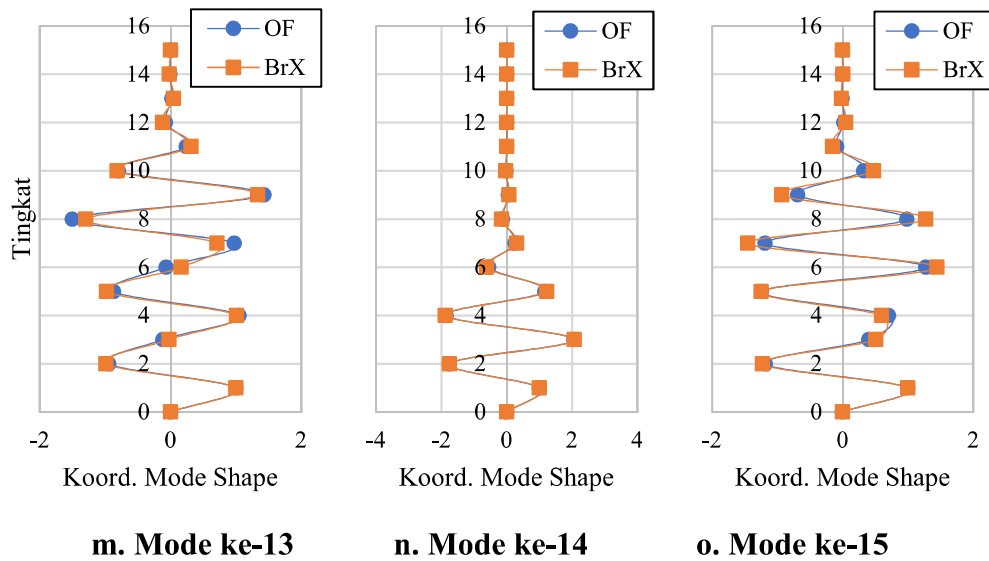 OF
BrX
OF
BrX
OF
BrX
Tingkat
16
14
12
10
8
6
4
2
0
16
14
12
10
8
6
4
2
0
16
14
12
10
8
6
4
2
0
-2 0 2
-4 -2 0 2 4
-2 0 2
Koord. Mode Shape
Koord. Mode Shape
Koord. Mode Shape
m. Mode ke-13
n. Mode ke-14
o. Mode ke-15